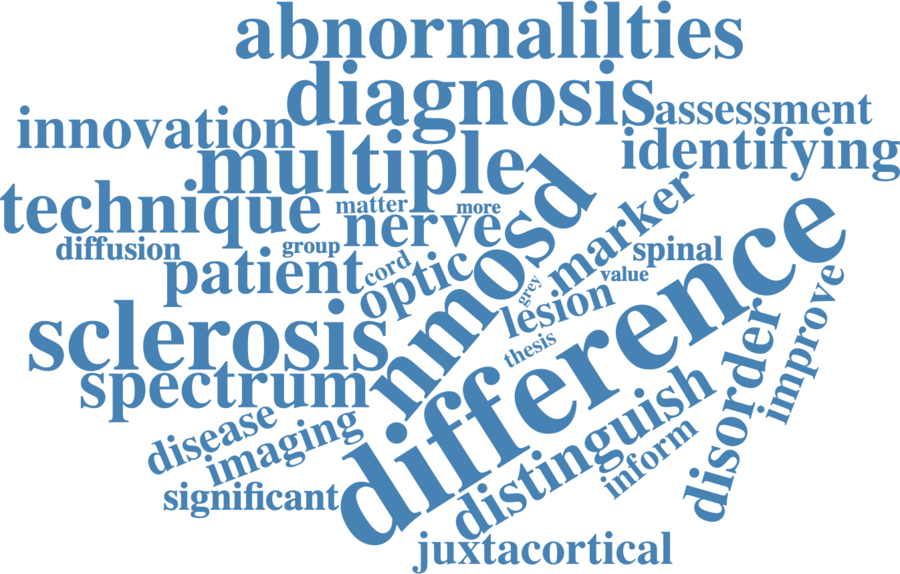 abnormalilties
diagnosis
assessment
innovation
identifying
multiple
technique
matter
more
nerve
nmosd
marker
diffusion
group
spinal
patient
cord
optic
value
grey
lesion
difference
sclerosis
thesis
improve
spectrum
disorder
disease
imaging
distinguish
inform
significant
juxtacortical